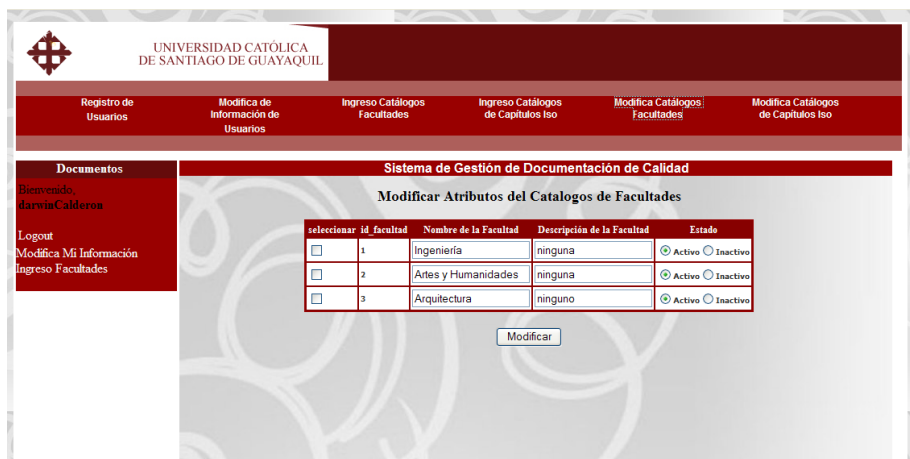 UNIVERSIDAD CATÓLICA
DE SANTIAGO DE GUAYAQUIL
Registro de
Usuarios
Modifica de
Información de
Usuarios
Ingreso Catálogos
Facultades
Ingreso Catálogos
de Capítulos Iso
Modifica Catálogos
Facultades
Modifica Catálogos
de Capítulos Iso
Documentos
Bienvenido,
darwinCalderon
Logout
Modifica Mi Información
Ingreso Facultades
Sistema de Gestión de Documentación de Calidad
Modificar Atributos del Catalogos de Facultades
seleccionar id_facultad Nombre de la Facultad Descripción de la Facultad Estado
1 Ingeniería ninguna Activo Inactivo
2 Artes y Humanidades ninguna Activo Inactivo
3 Arquitectura ninguno Activo Inactivo
Modificar